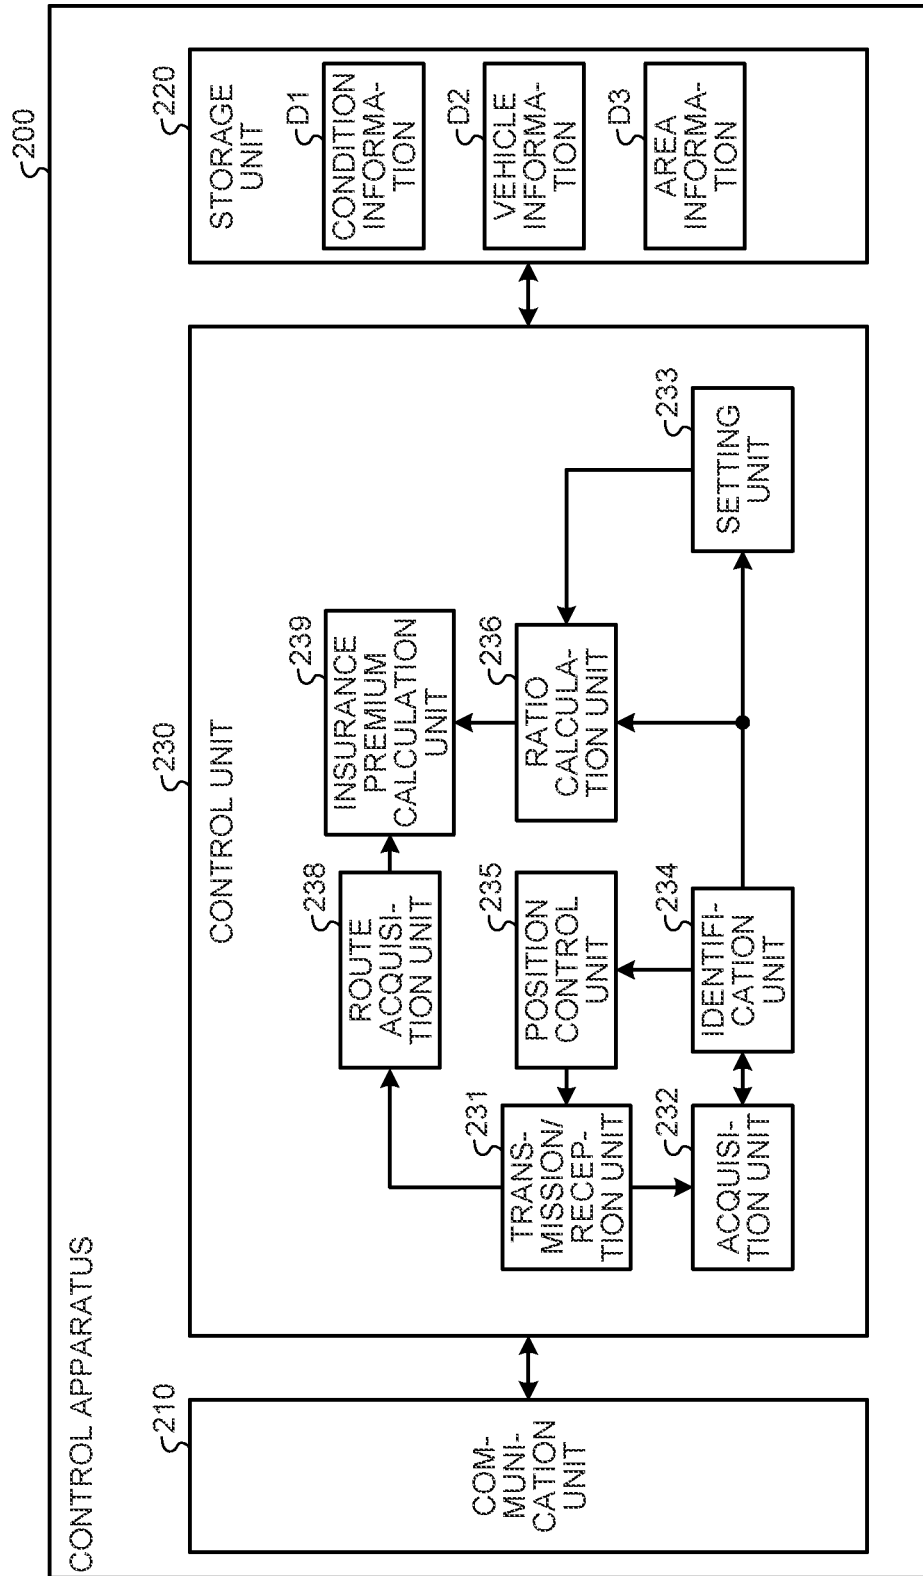 CONTROL APPARATUS
200
210
COM-
MUNI-
CATION
UNIT
230
CONTROL UNIT
231
TRANS-
MISSION/
RECEP-
TION UNIT
232
ACQUISI-
TION UNIT
238
ROUTE
ACQUISI-
TION UNIT
235
POSITION
CONTROL
UNIT
234
IDENTIFI-
CATION
UNIT
239
INSURANCE
PREMIUM
CALCULATION
UNIT
236
RATIO
CALCULA-
TION UNIT
233
SETTING
UNIT
220
STORAGE
UNIT
D1
CONDITION
INFORMA-
TION
D2
VEHICLE
INFORMA-
TION
D3
AREA
INFORMA-
TION